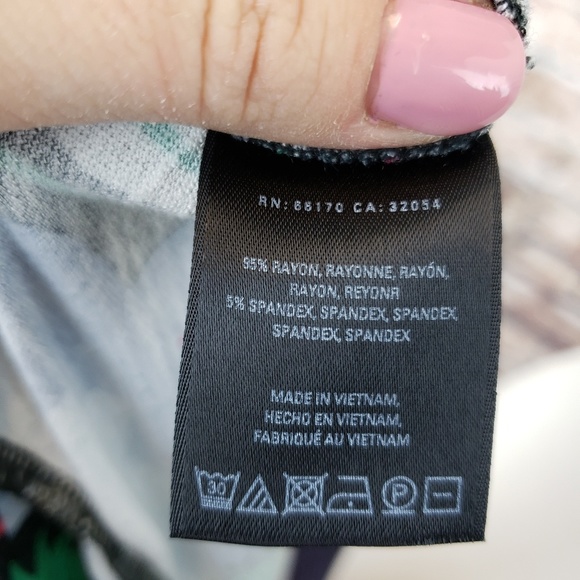 RN: 66170 CA: 32054
95% RAYON, RAYONNE, RAYÓN,
RAYON, REYONR
5% SPANDEX, SPANDEX, SPANDEX,
SPANDEX, SPANDEX
MADE IN VIETNAM,
HECHO EN VIETNAM,
FABRIQUÉ AU VIETNAM
30 P